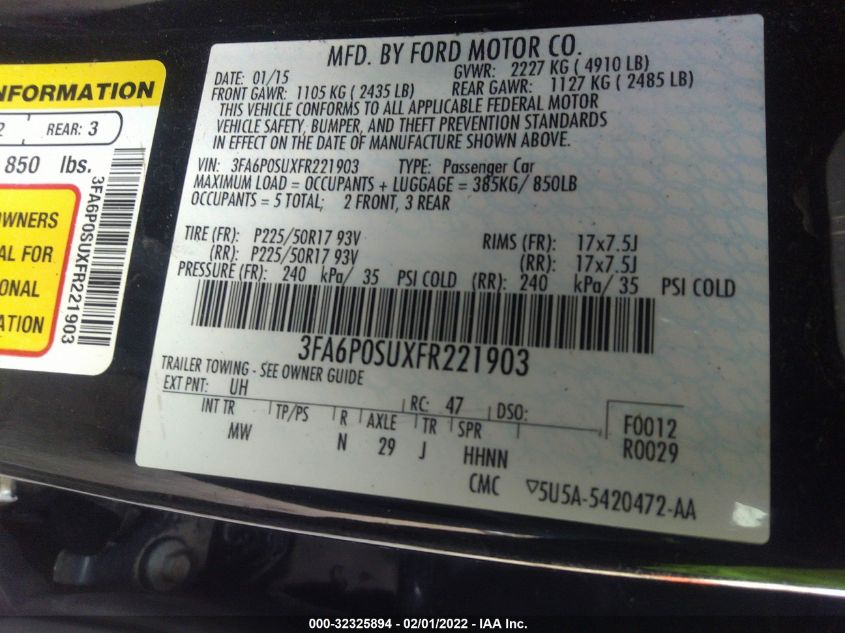 NFORMATION
2 REAR: 3
850 lbs.
OWNERS
AL FOR
ONAL
ATION
3FA6P0SUXFR221903
MFD. BY FORD MOTOR CO.
DATE: 01/15 GVWR: 2227 KG ( 4910 LB)
FRONT GAWR: 1105 KG ( 2435 LB) REAR GAWR: 1127 KG ( 2485 LB)
THIS VEHICLE CONFORMS TO ALL APPLICABLE FEDERAL MOTOR
VEHICLE SAFETY, BUMPER, AND THEFT PREVENTION STANDARDS
IN EFFECT ON THE DATE OF MANUFACTURE SHOWN ABOVE.
VIN: 3FA6P0SUXFR221903 TYPE: Passenger Car
MAXIMUM LOAD = OCCUPANTS + LUGGAGE = 385KG/ 850LB
OCCUPANTS = 5 TOTAL; 2 FRONT, 3 REAR
TIRE (FR): P225/50R17 93V RIMS (FR): 17x7.5J
(RR): P225/50R17 93V (RR): 17x7.5J
PRESSURE (FR): 240 kPa/ 35 PSI COLD (RR): 240 kPa/ 35 PSI COLD
3FA6P0SUXFR221903
TRAILER TOWING - SEE OWNER GUIDE
EXT PNT: UH RC: 47 DSO:
INT TR TP/PS R AXLE TR SPR F0012
MW N 29 J HHNN R0029
CMC ▽5U5A-5420472-AA
000-32325894 - 02/01/2022 - IAA Inc.